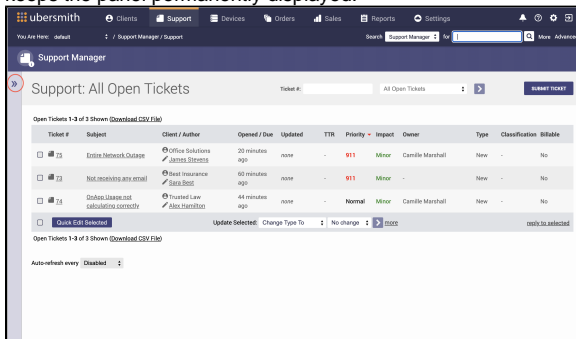 keeps the panel permanently displayed.
ubersmith Clients Support Devices Orders Sales Reports Settings
You Are Here: default / Support Manager / Support Search Support Manager for More Advance
Support Manager
»
Support: All Open Tickets Ticket #: All Open Tickets SUBMIT TICKET
Open Tickets 1-3 of 3 Shown (Download CSV File)
Ticket # Subject Client / Author Opened / Due Updated TTR Priority Impact Owner Type Classification Billable
75 Entire Network Outage Office Solutions James Stevens 20 minutes ago none - 911 Minor Camille Marshall New - No
73 Not receiving any email Best Insurance Sara Best 60 minutes ago none - 911 Minor New - No
74 OnApp Usage not calculating correctly Trusted Law Alex Hamilton 44 minutes ago none - Normal Minor Camille Marshall New - No
Quick Edit Selected Update Selected: Change Type To No change more reply to selected
Open Tickets 1-3 of 3 Shown (Download CSV File)
Auto-refresh every Disabled